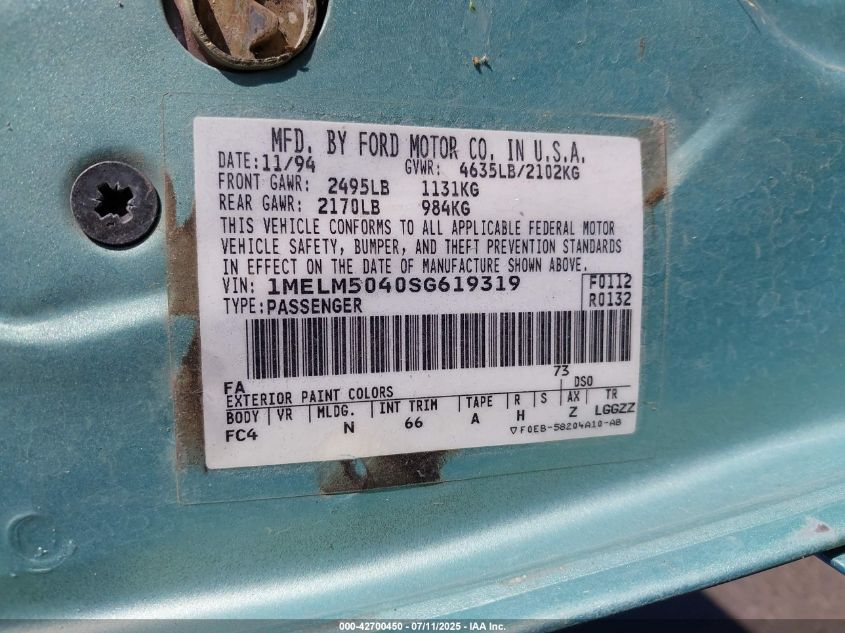 MFD. BY FORD MOTOR CO. IN U.S.A.
DATE: 11/94 GVWR: 4635LB/2102KG
FRONT GAWR: 2495LB 1131KG
REAR GAWR: 2170LB 984KG
THIS VEHICLE CONFORMS TO ALL APPLICABLE FEDERAL MOTOR
VEHICLE SAFETY, BUMPER, AND THEFT PREVENTION STANDARDS
IN EFFECT ON THE DATE OF MANUFACTURE SHOWN ABOVE.
VIN: 1MELM5040SG619319 F0112
TYPE: PASSENGER R0132
73
FA DSO
EXTERIOR PAINT COLORS
BODY VR MLDG. INT TRIM TAPE R S AX TR
FC4 N 66 A H Z LGGZZ
▽F0EB-58204A10-AB
000-42700450 - 07/11/2025 - IAA Inc.